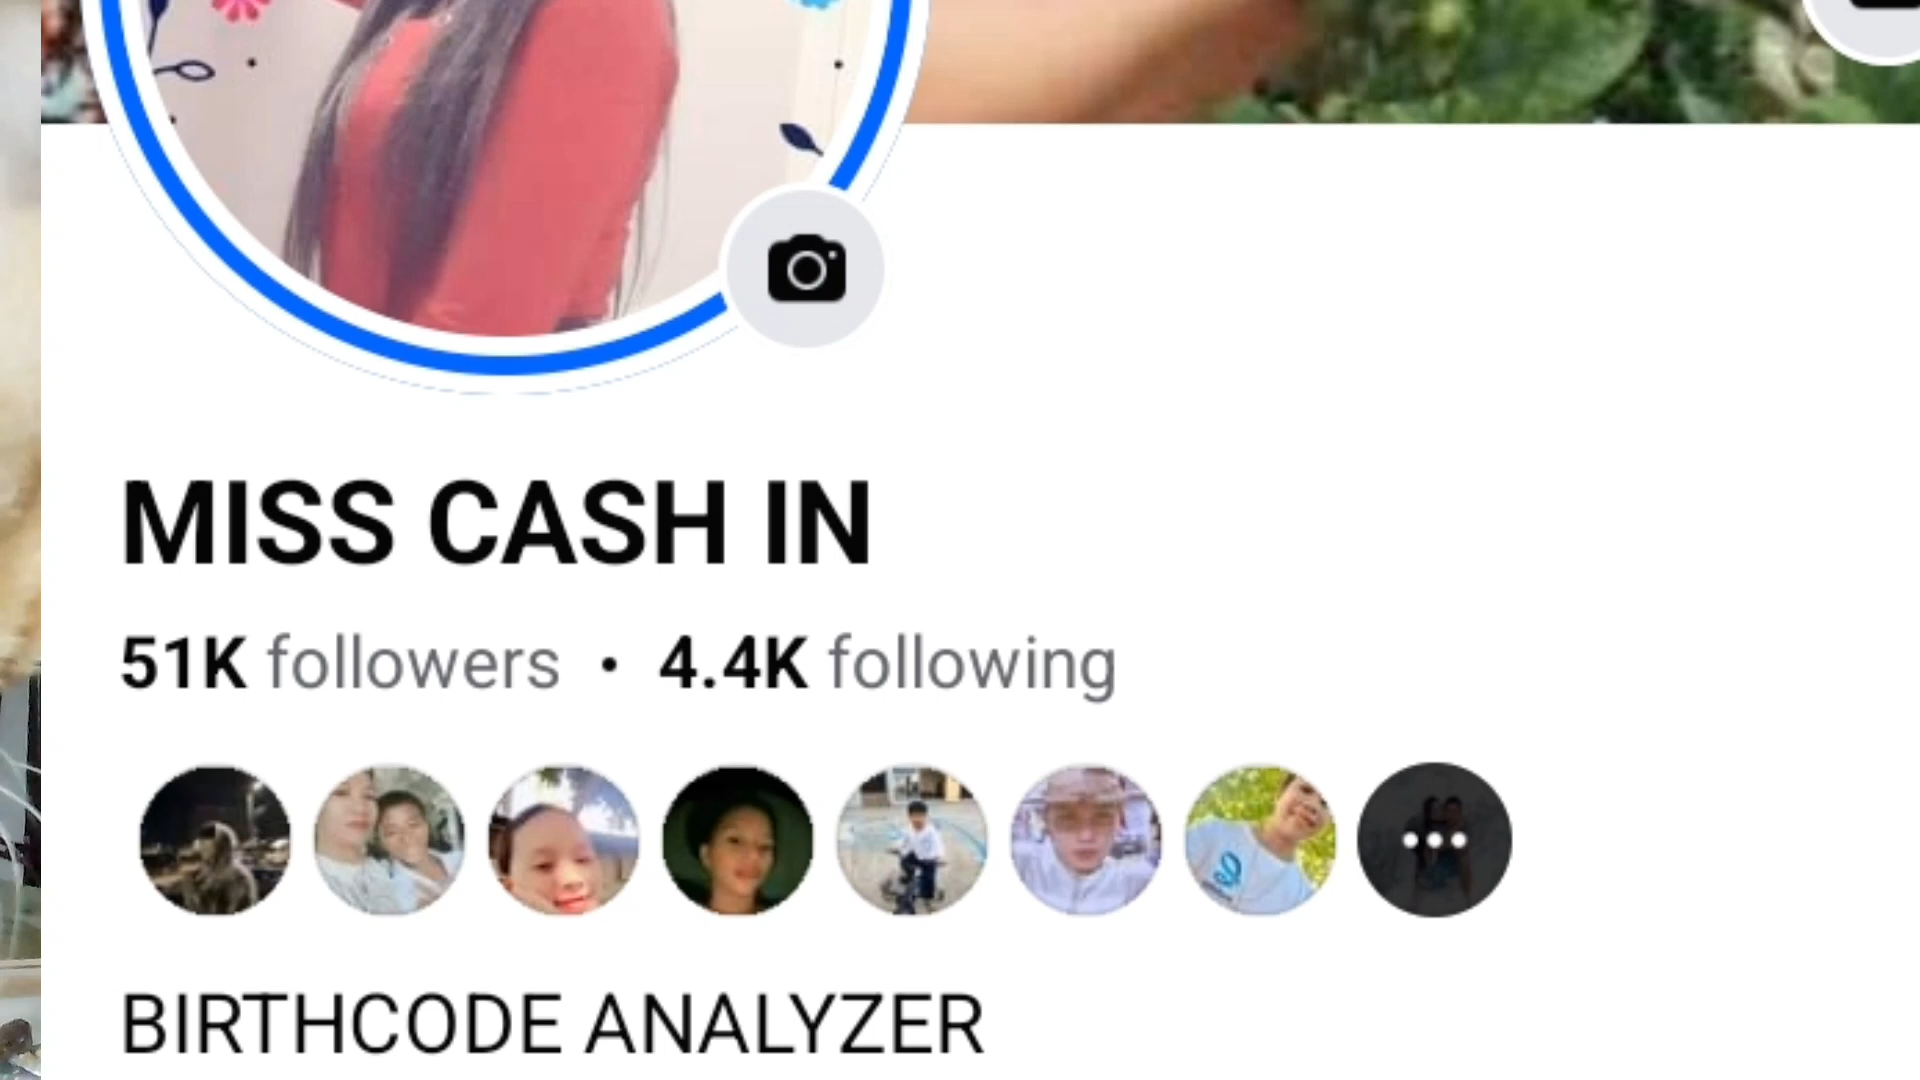 MISS CASH IN
51K followers • 4.4K following
BIRTHCODE ANALYZER